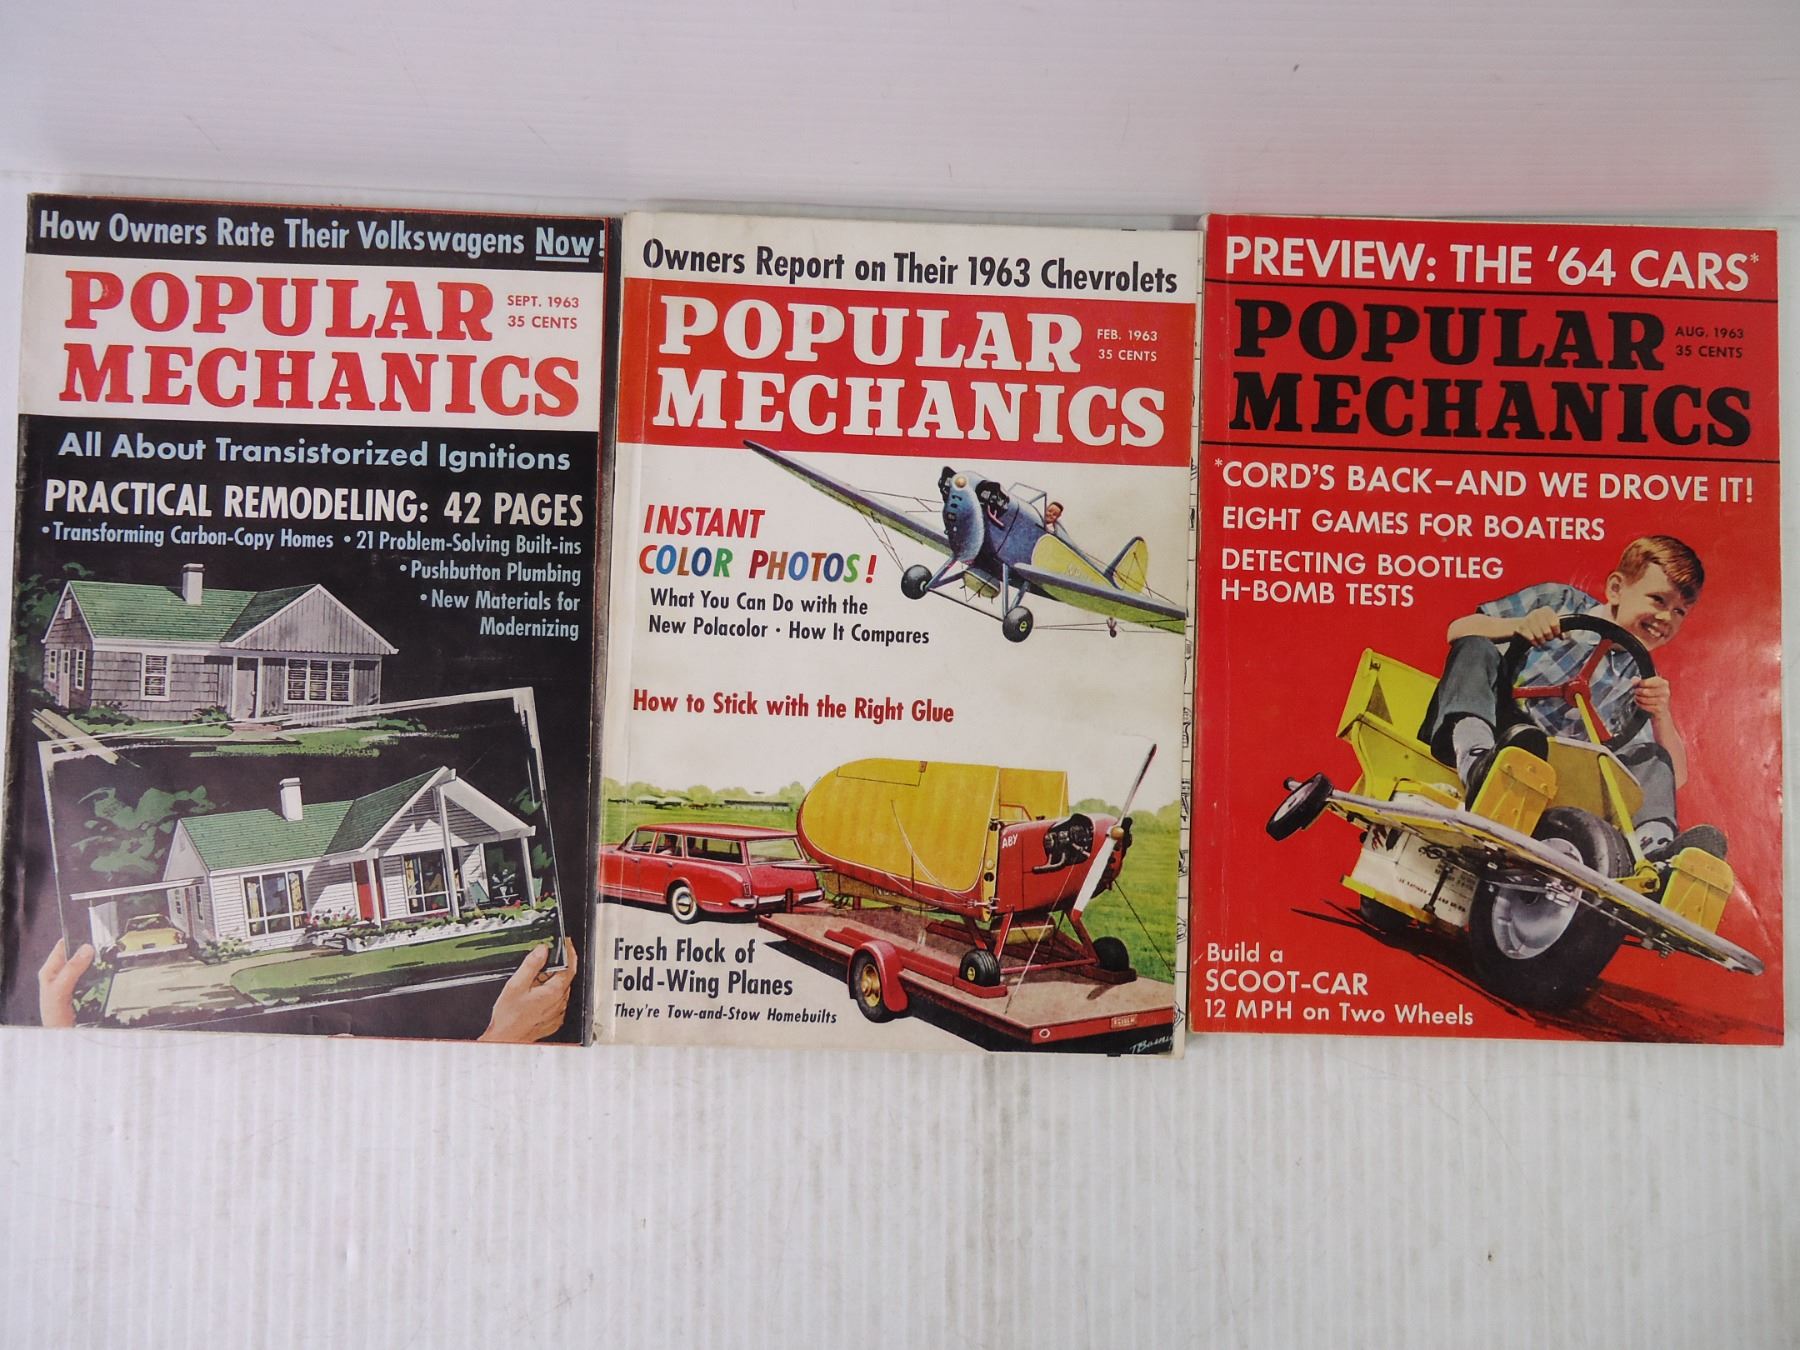 How Owners Rate Their Volkswagens Now!
POPULAR
MECHANICS
SEPT. 1963
35 CENTS
All About Transistorized Ignitions
PRACTICAL REMODELING: 42 PAGES
• Transforming Carbon-Copy Homes • 21 Problem-Solving Built-ins
• Pushbutton Plumbing
• New Materials for
Modernizing
Owners Report on Their 1963 Chevrolets
POPULAR
MECHANICS
FEB. 1963
35 CENTS
INSTANT
COLOR PHOTOS!
What You Can Do with the
New Polacolor • How It Compares
How to Stick with the Right Glue
ABY
Fresh Flock of
Fold-Wing Planes
They're Tow-and-Stow Homebuilts
PREVIEW: THE '64 CARS*
POPULAR
MECHANICS
AUG. 1963
35 CENTS
*CORD'S BACK—AND WE DROVE IT!
EIGHT GAMES FOR BOATERS
DETECTING BOOTLEG
H-BOMB TESTS
Build a
SCOOT-CAR
12 MPH on Two Wheels